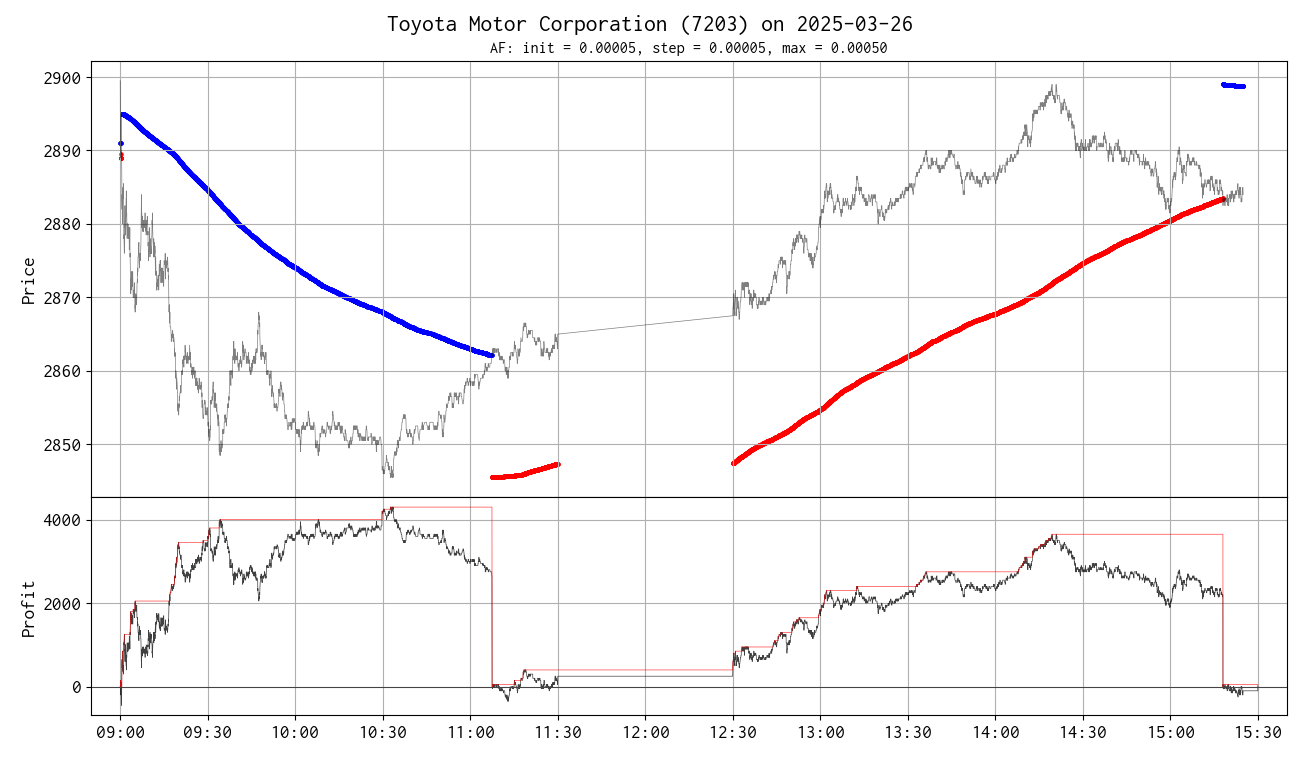 Toyota Motor Corporation (7203) on 2025-03-26
AF: init = 0.00005, step = 0.00005, max = 0.00050
2900
2890
2880
2870
2860
2850
Price
4000
2000
0
Profit
09:00 09:30 10:00 10:30 11:00 11:30 12:00 12:30 13:00 13:30 14:00 14:30 15:00 15:30